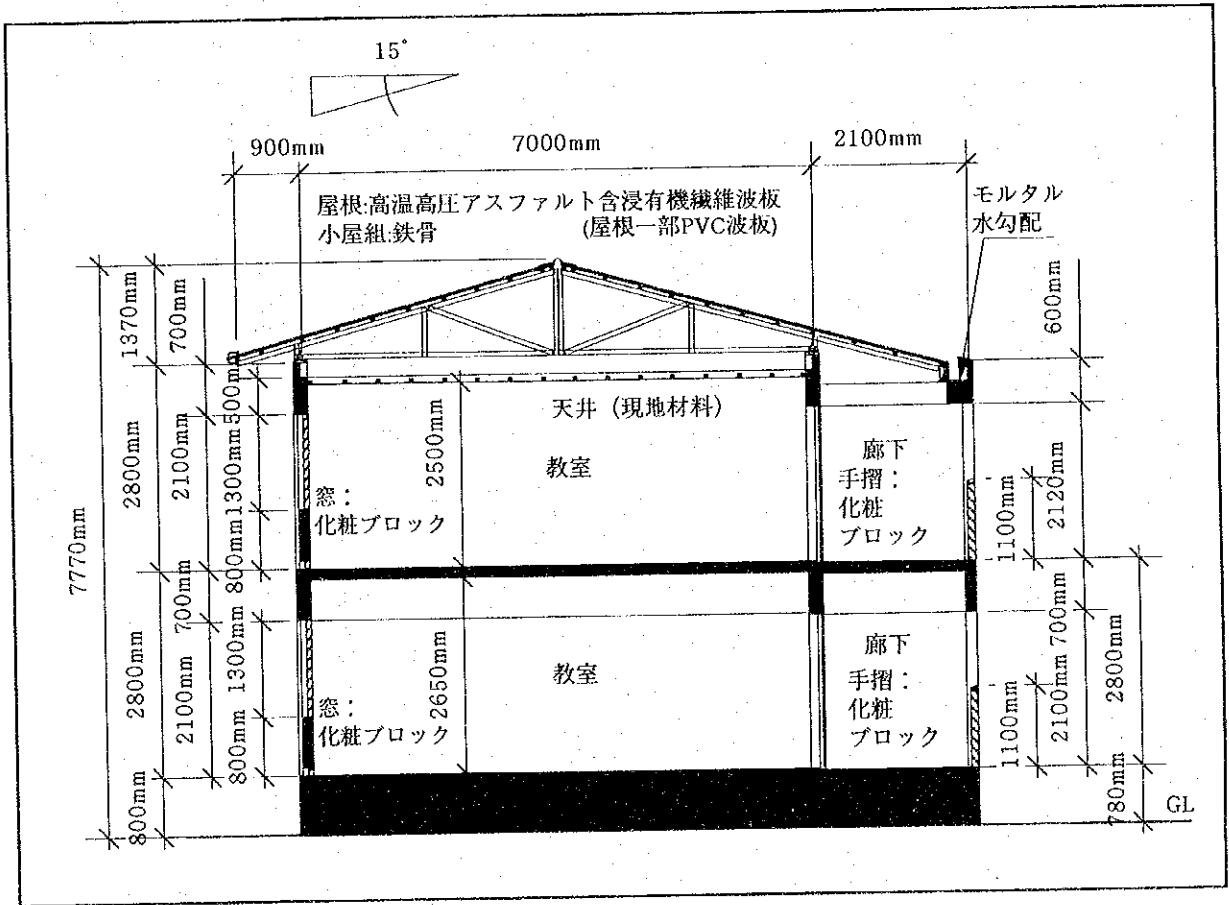 15°
900mm
7000mm
2100mm
屋根:高温高圧アスファルト含浸有機繊維波板
小屋組:鉄骨
(屋根一部PVC波板)
モルタル
水勾配
7770mm
1370mm
2800mm
2800mm
800mm
700mm
2100mm
700mm
2100mm
500mm
1300mm
800mm
1300mm
800mm
天井（現地材料）
2500mm
教室
窓：
化粧ブロック
廊下
手摺：
化粧
ブロック
2650mm
教室
窓：
化粧ブロック
廊下
手摺：
化粧
ブロック
600mm
1100mm
2120mm
1100mm
2100mm
700mm
2800mm
780mm
GL